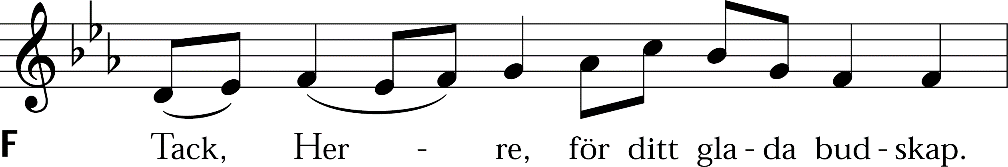 F Tack, Her - re, för ditt gla - da bud - skap.